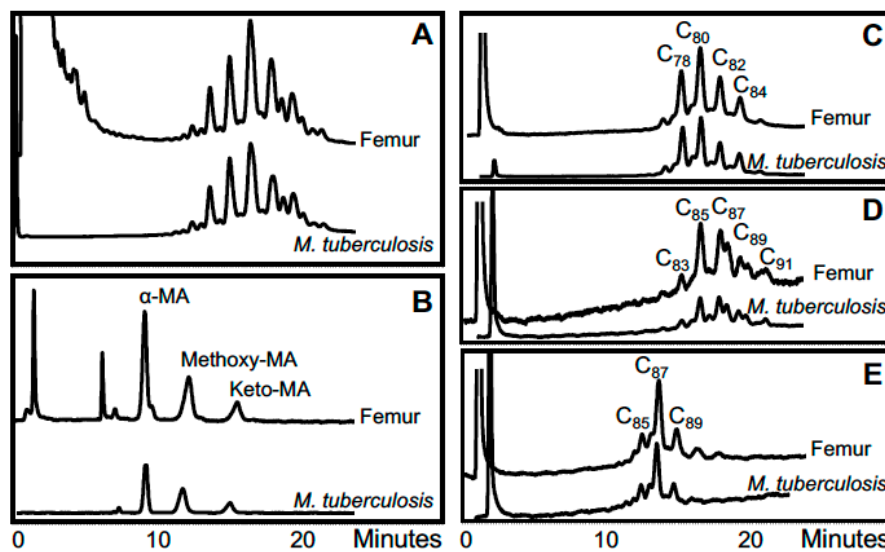 A
Femur
M. tuberculosis
B
α-MA
Methoxy-MA
Keto-MA
Femur
M. tuberculosis
0 10 20 Minutes
C
C₇₈ C₈₀ C₈₂ C₈₄
Femur
M. tuberculosis
D
C₈₃ C₈₅ C₈₇ C₈₉ C₉₁
Femur
M. tuberculosis
E
C₈₅ C₈₇ C₈₉
Femur
M. tuberculosis
0 10 20 Minutes